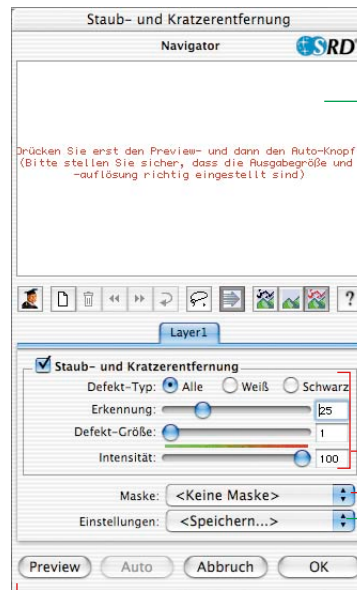 Staub- und Kratzerentfernung
Navigator
SRD
Drücken Sie erst den Preview- und dann den Auto-Knopf
(Bitte stellen Sie sicher, dass die Ausgabegröße und
-auflösung richtig eingestellt sind)
?
Layer1
Staub- und Kratzerentfernung
Defekt-Typ: Alle Weiß Schwarz
Erkennung: 25
Defekt-Größe: 1
Intensität: 100
Maske: <Keine Maske>
Einstellungen: <Speichern...>
Preview Auto Abbruch OK